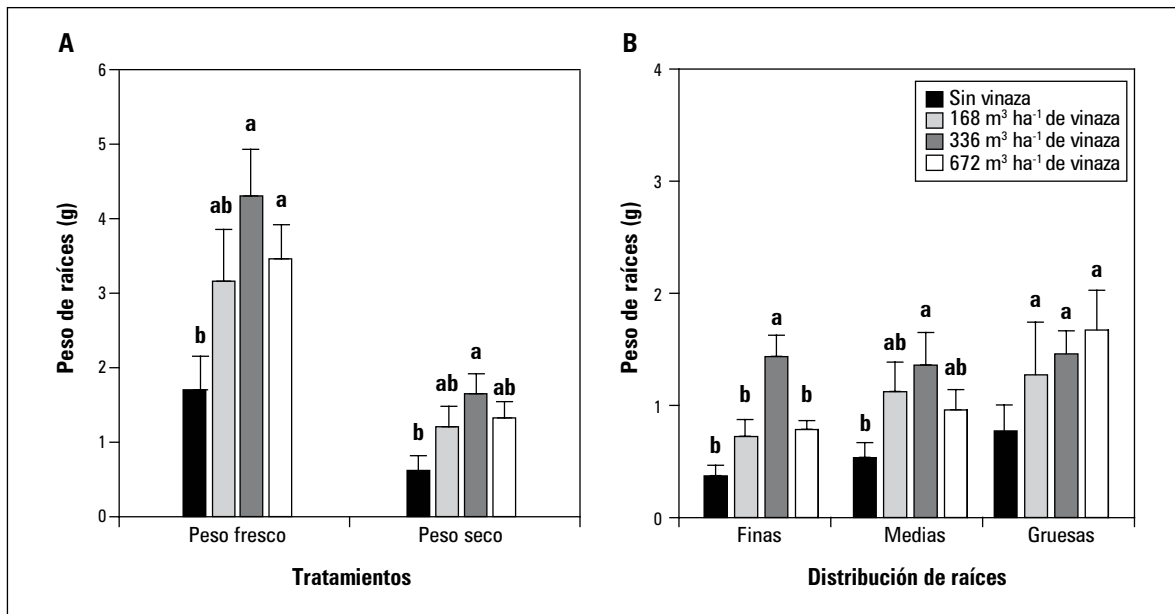 A
6
5
4
3
2
1
0
Peso de raíces (g)
b
ab
a
a
b
ab
a
ab
Peso fresco
Peso seco
Tratamientos
B
4
3
2
1
0
Peso de raíces (g)
Sin vinaza
168 m³ ha⁻¹ de vinaza
336 m³ ha⁻¹ de vinaza
672 m³ ha⁻¹ de vinaza
b
b
a
b
b
ab
a
ab
a
a
a
Finas
Medias
Gruesas
Distribución de raíces